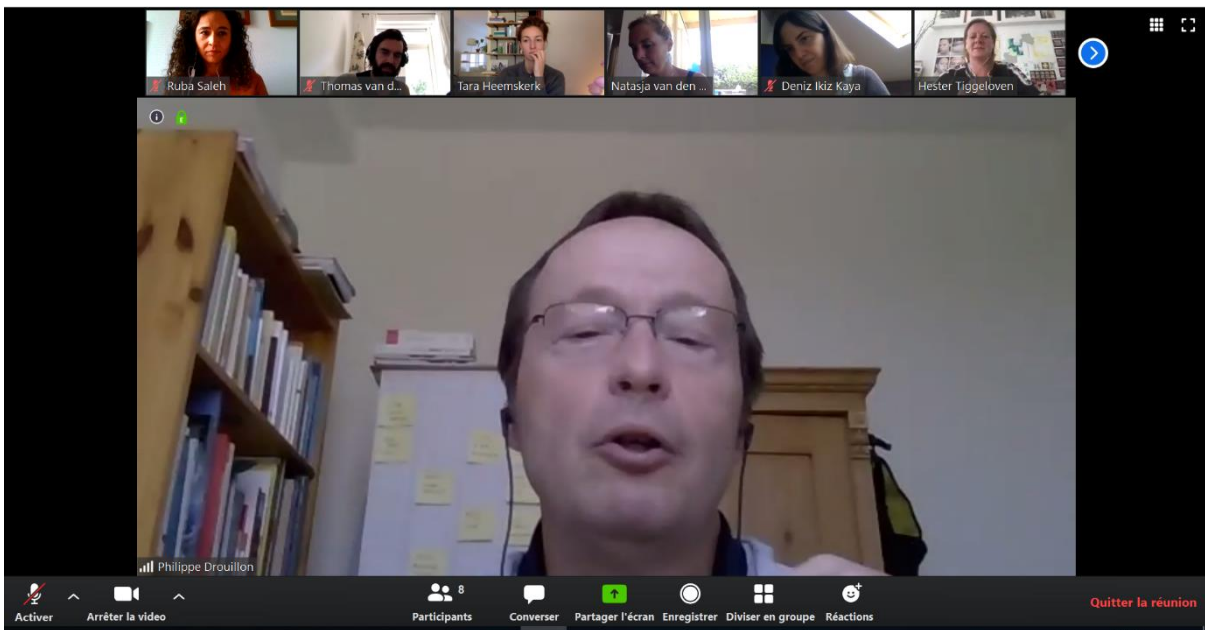 Ruba Saleh
Thomas van d...
Tara Heemskerk
Natasja van den ...
Deniz Ikiz Kaya
Hester Tiggeloven
Philippe Drouillon
Activer
Arrêter la video
Participants
8
Converser
Partager l'écran
Enregistrer
Diviser en groupe
Réactions
Quitter la réunion